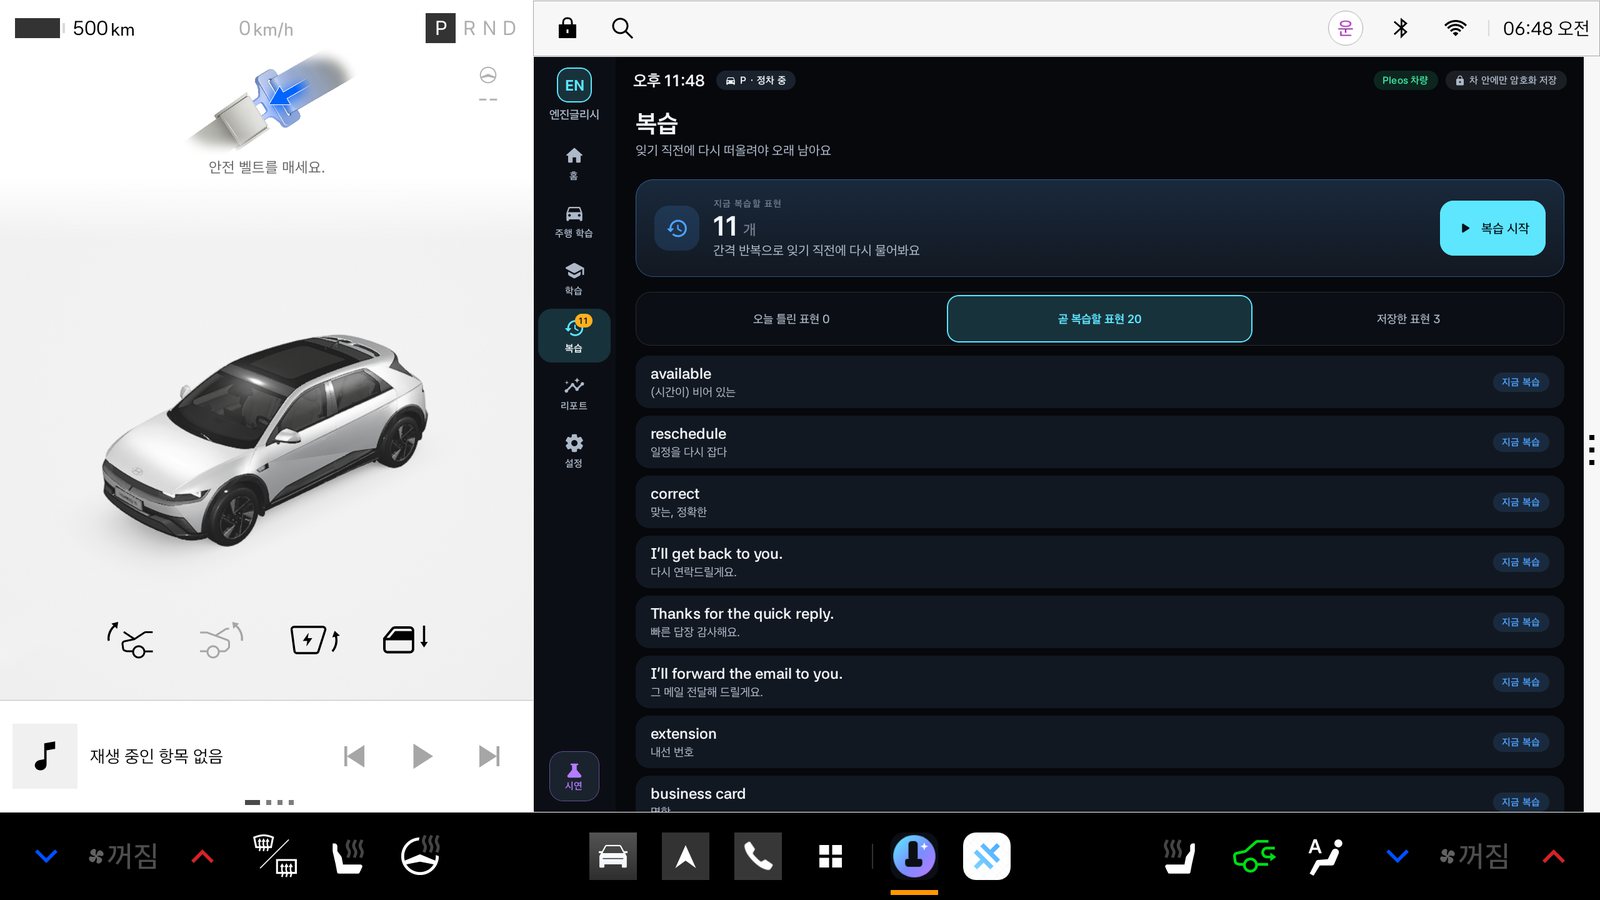 500 km
0 km/h
P R N D
안전 벨트를 매세요.
재생 중인 항목 없음
운
06:48 오전
EN
엔진글리시
홈
주행 학습
학습
11
복습
리포트
설정
시연
오후 11:48
P · 정차 중
Pleos 차량
차 안에만 암호화 저장
복습
잊기 직전에 다시 떠올려야 오래 남아요
지금 복습할 표현
11 개
간격 반복으로 잊기 직전에 다시 물어봐요
복습 시작
오늘 틀린 표현 0
곧 복습할 표현 20
저장한 표현 3
available
(시간이) 비어 있는
지금 복습
reschedule
일정을 다시 잡다
지금 복습
correct
맞는, 정확한
지금 복습
I'll get back to you.
다시 연락드릴게요.
지금 복습
Thanks for the quick reply.
빠른 답장 감사해요.
지금 복습
I'll forward the email to you.
그 메일 전달해 드릴게요.
지금 복습
extension
내선 번호
지금 복습
business card
지금 복습
꺼짐
A
꺼짐